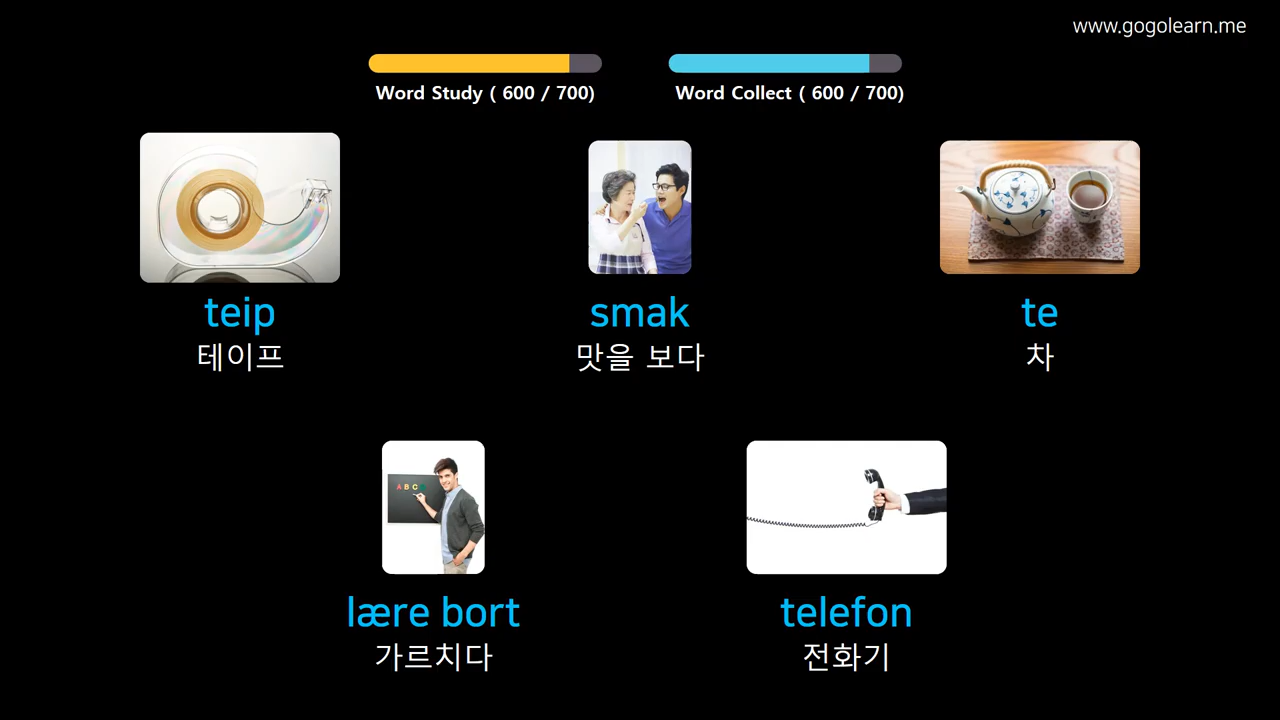 www.gogolearn.me
Word Study ( 600 / 700)
Word Collect ( 600 / 700)
teip
테이프
smak
맛을 보다
te
차
A B C
lære bort
가르치다
telefon
전화기